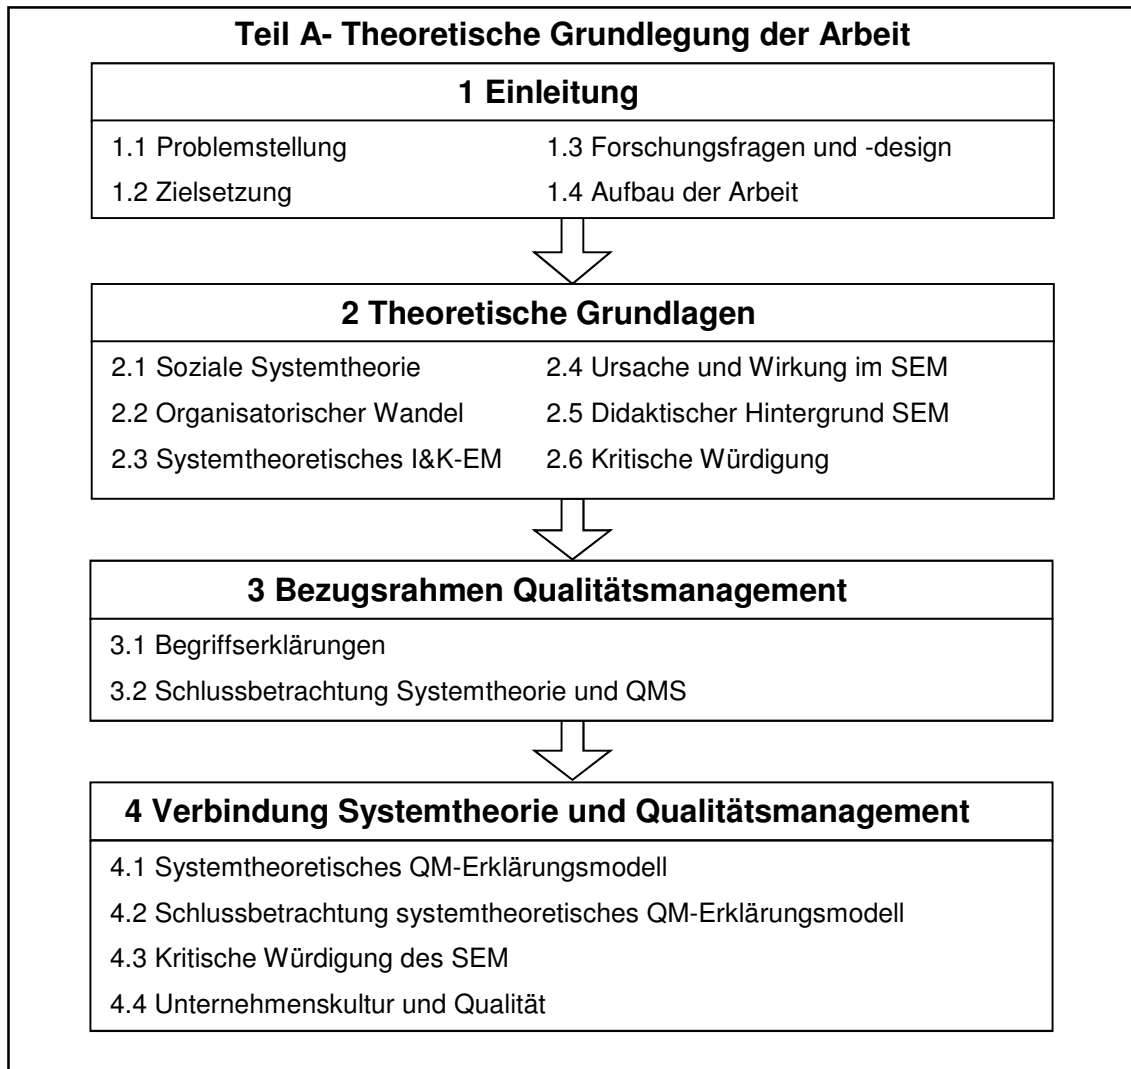 Teil A- Theoretische Grundlegung der Arbeit
1 Einleitung
1.1 Problemstellung
1.2 Zielsetzung
1.3 Forschungsfragen und -design
1.4 Aufbau der Arbeit
2 Theoretische Grundlagen
2.1 Soziale Systemtheorie
2.2 Organisatorischer Wandel
2.3 Systemtheoretisches I&K-EM
2.4 Ursache und Wirkung im SEM
2.5 Didaktischer Hintergrund SEM
2.6 Kritische Würdigung
3 Bezugsrahmen Qualitätsmanagement
3.1 Begriffserklärungen
3.2 Schlussbetrachtung Systemtheorie und QMS
4 Verbindung Systemtheorie und Qualitätsmanagement
4.1 Systemtheoretisches QM-Erklärungsmodell
4.2 Schlussbetrachtung systemtheoretisches QM-Erklärungsmodell
4.3 Kritische Würdigung des SEM
4.4 Unternehmenskultur und Qualität